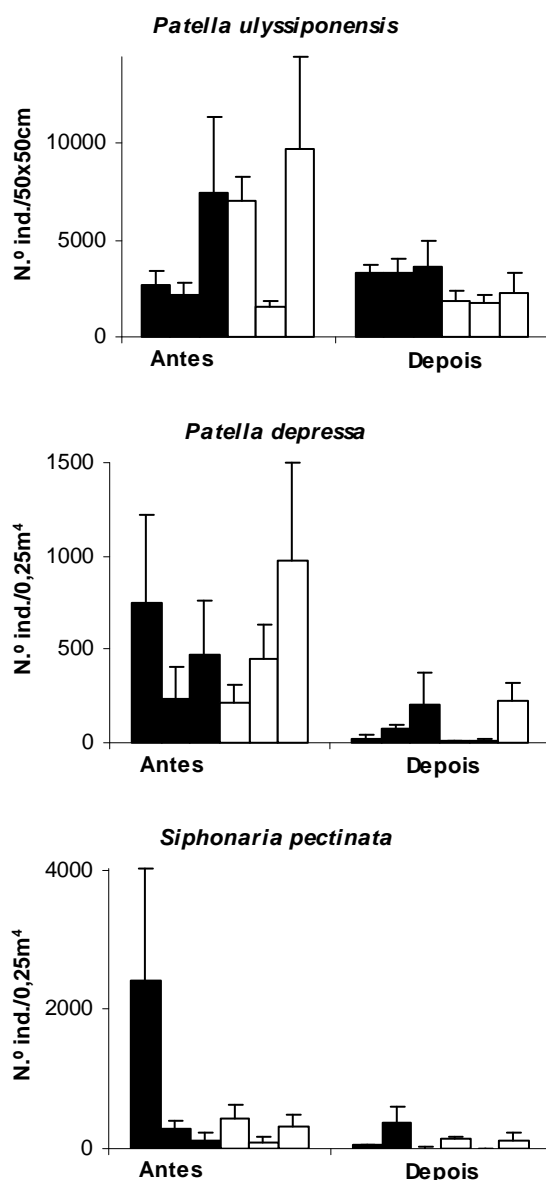 Patella ulyssiponensis
N.º ind./50x50cm
10000
5000
0
Antes Depois
Patella depressa
N.º ind./0,25m⁴
1500
1000
500
0
Antes Depois
Siphonaria pectinata
N.º ind./0,25m⁴
4000
2000
0
Antes Depois